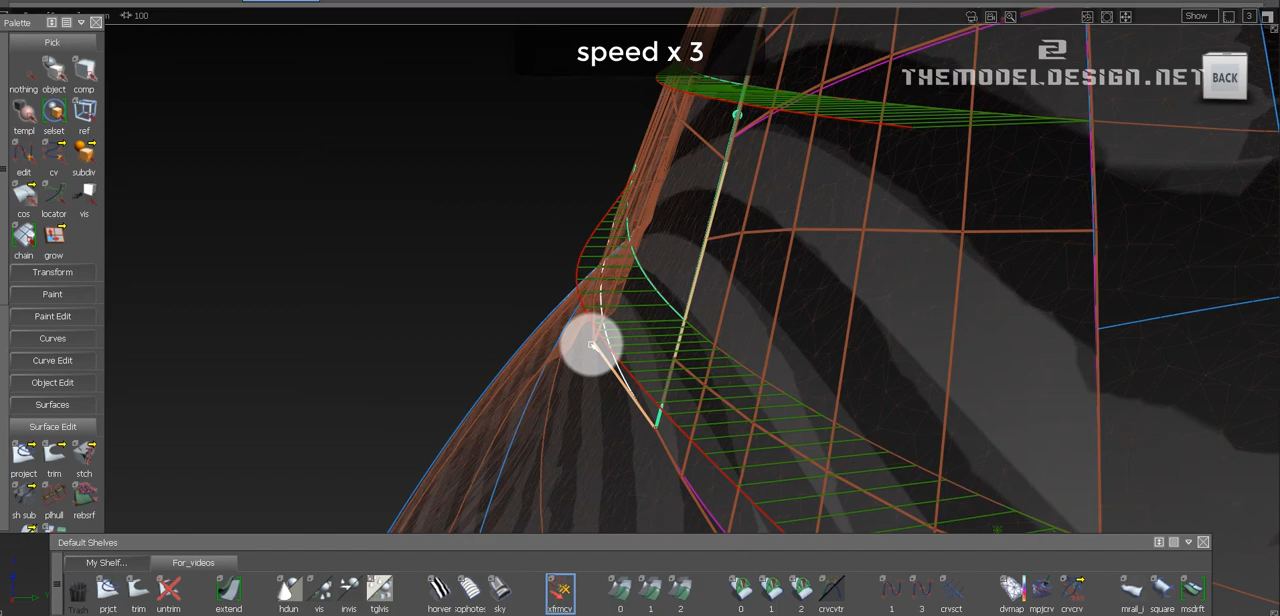 100
Show
3
Palette
speed x 3
THEMODELDESIGN.NET
BACK
Pick
nothing object comp
templ selset ref
edit cv subdiv
cos locator vis
chain grow
Transform
Paint
Paint Edit
Curves
Curve Edit
Object Edit
Surfaces
Surface Edit
project trim stch
sh sub plhull rebsrf
Default Shelves
My Shelf... For_videos
Trash prjct trim untrim extend hdun vis invis tglvis horver sky xfrmcv 0 1 2 0 1 2 crvcvtr 1 3 crvsct dvmap mpjcrv crvcrv mrail_i square msdrft